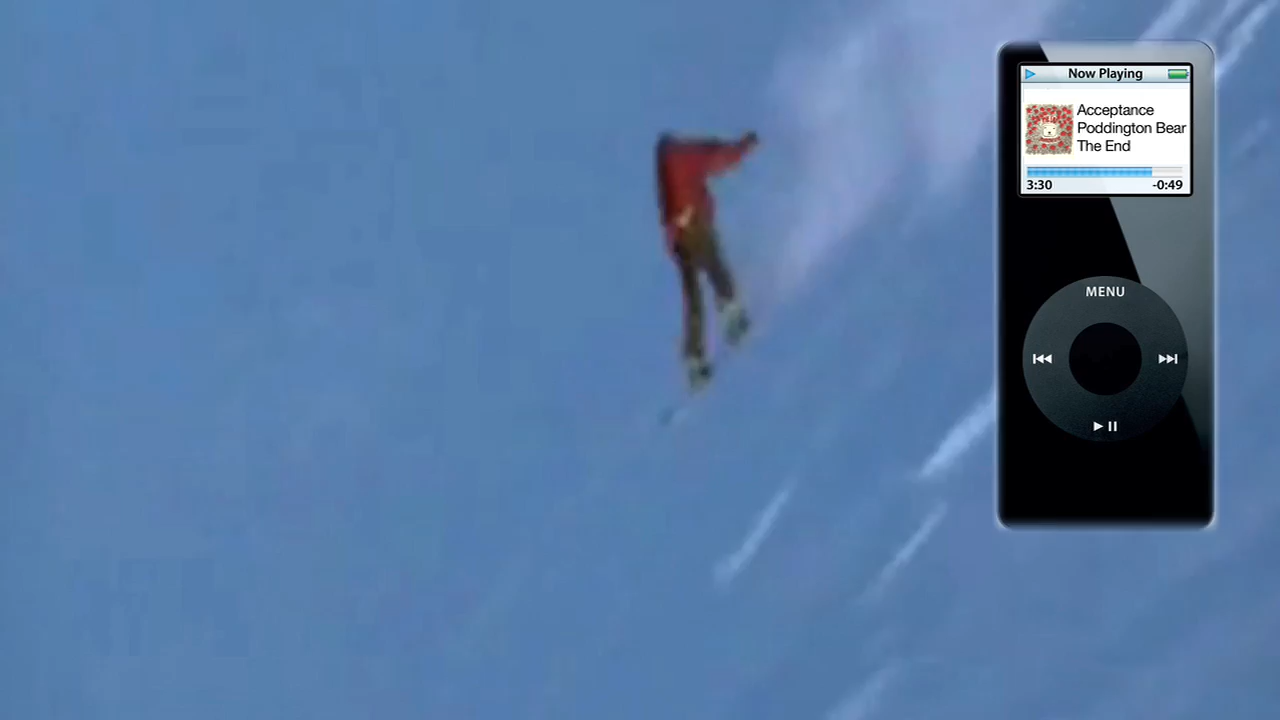 Now Playing
Acceptance
Poddington Bear
The End
3:30 -0:49
MENU